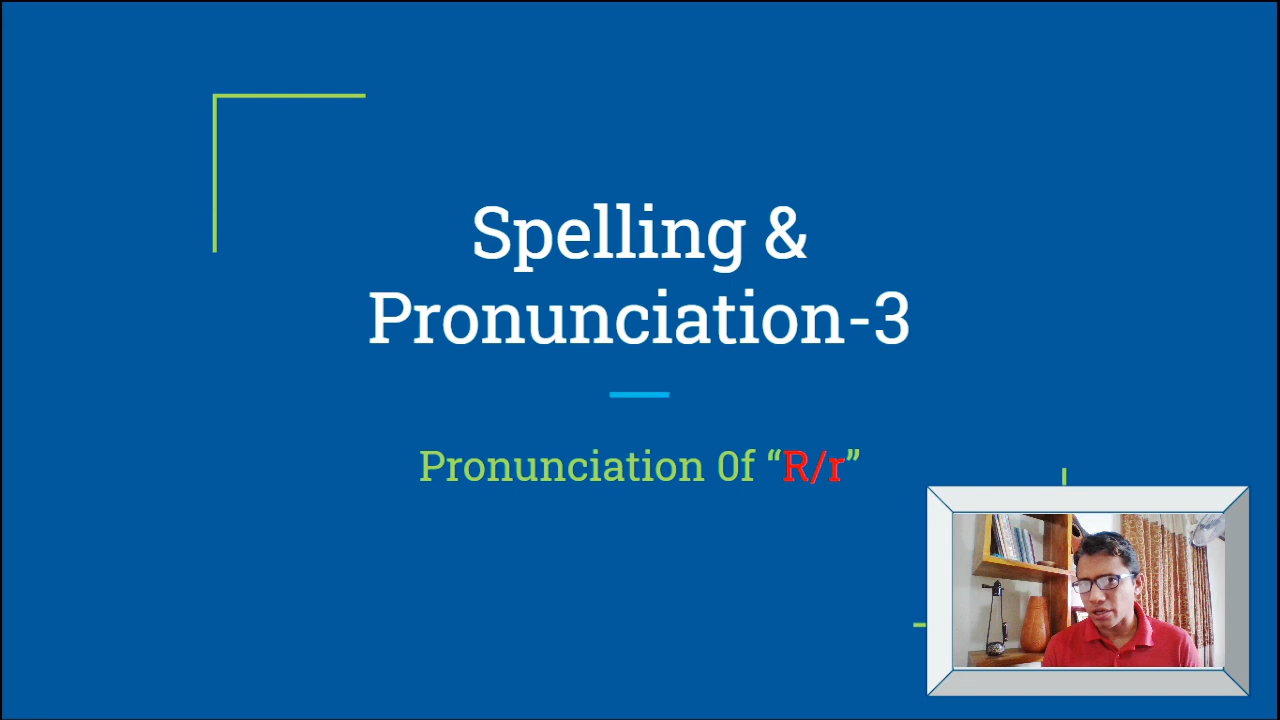 Spelling &
Pronunciation-3
Pronunciation 0f “R/r”